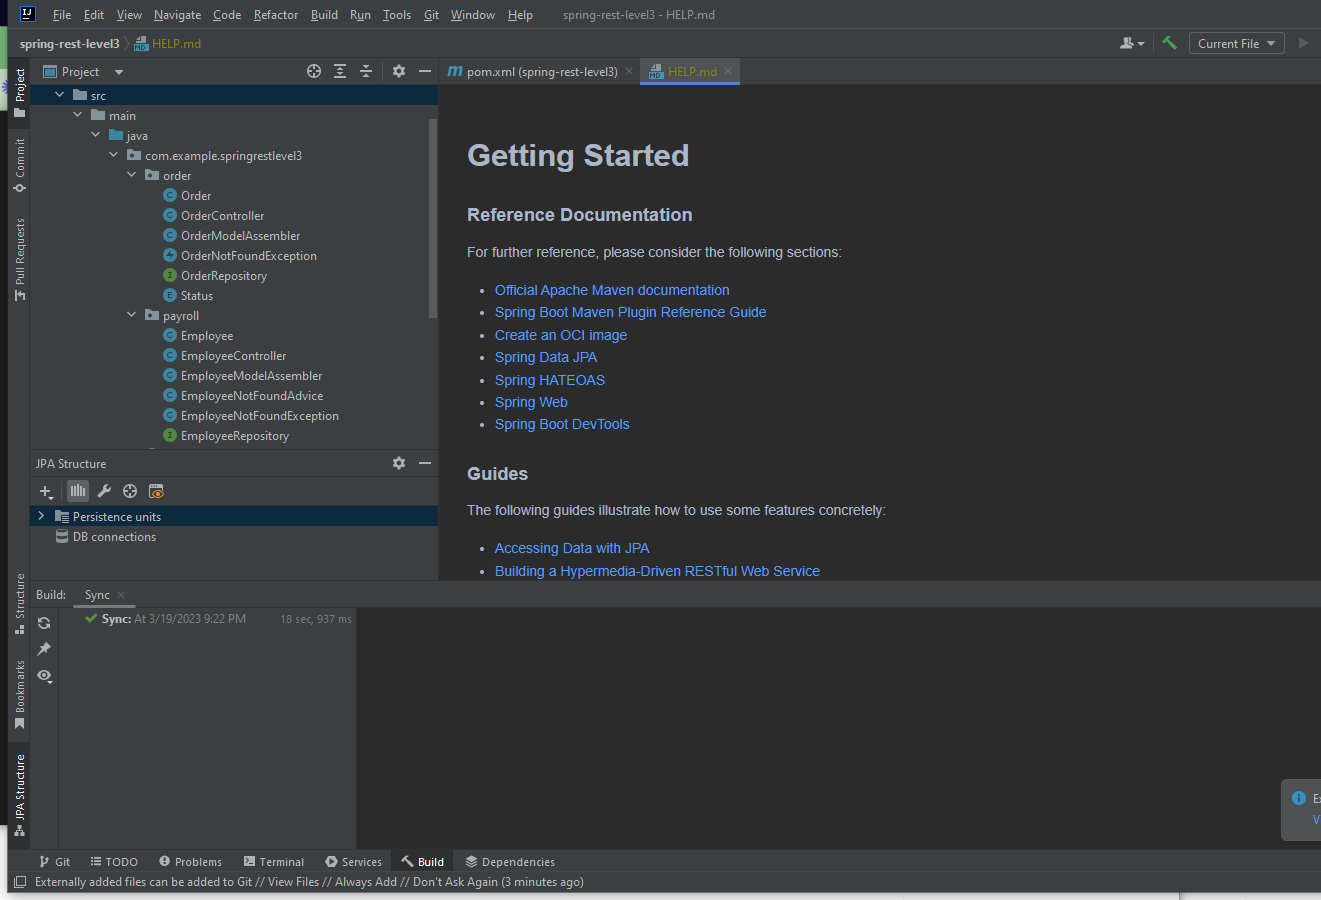 IJ File Edit View Navigate Code Refactor Build Run Tools Git Window Help spring-rest-level3 - HELP.md
spring-rest-level3 HELP.md Current File
Project
m pom.xml (spring-rest-level3) HELP.md
Project
Commit
Pull Requests
Structure
Bookmarks
JPA Structure
src
main
java
com.example.springrestlevel3
order
Order
OrderController
OrderModelAssembler
OrderNotFoundException
OrderRepository
Status
payroll
Employee
EmployeeController
EmployeeModelAssembler
EmployeeNotFoundAdvice
EmployeeNotFoundException
EmployeeRepository
JPA Structure
Persistence units
DB connections
Getting Started
Reference Documentation
For further reference, please consider the following sections:
Official Apache Maven documentation
Spring Boot Maven Plugin Reference Guide
Create an OCI image
Spring Data JPA
Spring HATEOAS
Spring Web
Spring Boot DevTools
Guides
The following guides illustrate how to use some features concretely:
Accessing Data with JPA
Building a Hypermedia-Driven RESTful Web Service
Build: Sync
Sync: At 3/19/2023 9:22 PM 18 sec, 937 ms
Git TODO Problems Terminal Services Build Dependencies
Externally added files can be added to Git // View Files // Always Add // Don't Ask Again (3 minutes ago)